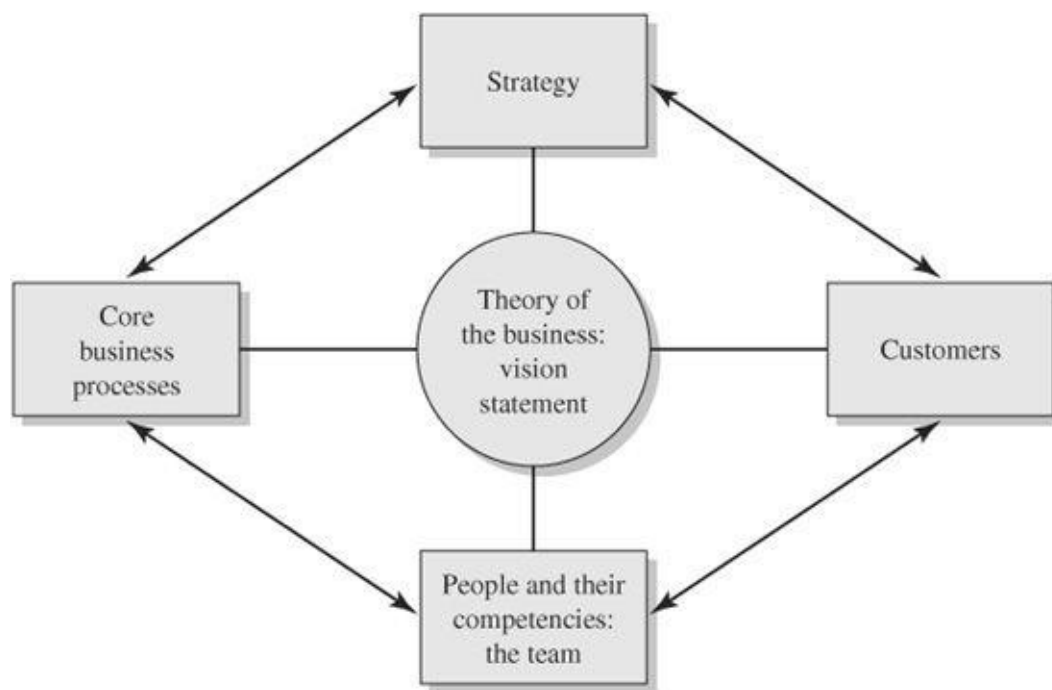 Strategy
Core
business
processes
Theory of
the business:
vision
statement
Customers
People and their
competencies:
the team